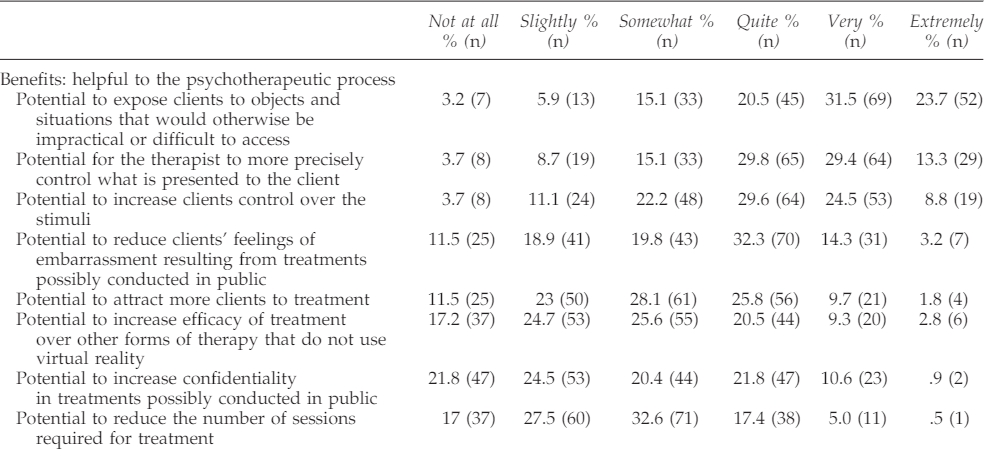 Not at all Slightly % Somewhat % Quite % Very % Extremely
% (n) (n) (n) (n) (n) % (n)
Benefits: helpful to the psychotherapeutic process
Potential to expose clients to objects and 3.2 (7) 5.9 (13) 15.1 (33) 20.5 (45) 31.5 (69) 23.7 (52)
situations that would otherwise be
impractical or difficult to access
Potential for the therapist to more precisely 3.7 (8) 8.7 (19) 15.1 (33) 29.8 (65) 29.4 (64) 13.3 (29)
control what is presented to the client
Potential to increase clients control over the 3.7 (8) 11.1 (24) 22.2 (48) 29.6 (64) 24.5 (53) 8.8 (19)
stimuli
Potential to reduce clients' feelings of 11.5 (25) 18.9 (41) 19.8 (43) 32.3 (70) 14.3 (31) 3.2 (7)
embarrassment resulting from treatments
possibly conducted in public
Potential to attract more clients to treatment 11.5 (25) 23 (50) 28.1 (61) 25.8 (56) 9.7 (21) 1.8 (4)
Potential to increase efficacy of treatment 17.2 (37) 24.7 (53) 25.6 (55) 20.5 (44) 9.3 (20) 2.8 (6)
over other forms of therapy that do not use
virtual reality
Potential to increase confidentiality 21.8 (47) 24.5 (53) 20.4 (44) 21.8 (47) 10.6 (23) .9 (2)
in treatments possibly conducted in public
Potential to reduce the number of sessions 17 (37) 27.5 (60) 32.6 (71) 17.4 (38) 5.0 (11) .5 (1)
required for treatment